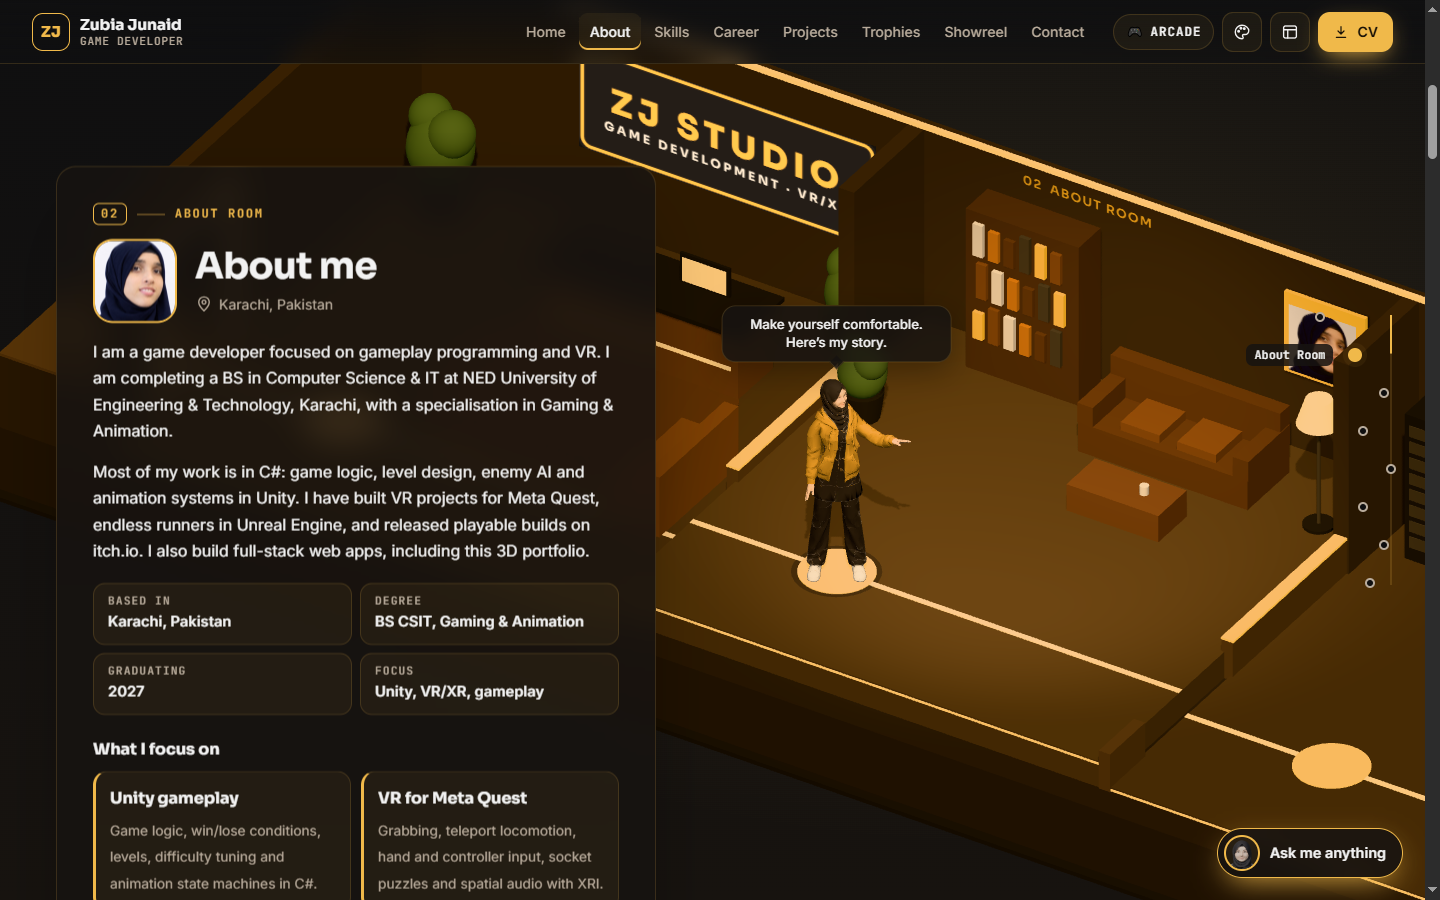 ZJ
Zubia Junaid
GAME DEVELOPER
Home
About
Skills
Career
Projects
Trophies
Showreel
Contact
ARCADE
CV
ZJ STUDIO
GAME DEVELOPMENT · VR/X
02 ABOUT ROOM
02
ABOUT ROOM
About me
Karachi, Pakistan
I am a game developer focused on gameplay programming and VR. I
am completing a BS in Computer Science & IT at NED University of
Engineering & Technology, Karachi, with a specialisation in Gaming &
Animation.
Most of my work is in C#: game logic, level design, enemy AI and
animation systems in Unity. I have built VR projects for Meta Quest,
endless runners in Unreal Engine, and released playable builds on
itch.io. I also build full-stack web apps, including this 3D portfolio.
BASED IN
Karachi, Pakistan
DEGREE
BS CSIT, Gaming & Animation
GRADUATING
2027
FOCUS
Unity, VR/XR, gameplay
What I focus on
Unity gameplay
Game logic, win/lose conditions,
levels, difficulty tuning and
animation state machines in C#.
VR for Meta Quest
Grabbing, teleport locomotion,
hand and controller input, socket
puzzles and spatial audio with XRI.
Make yourself comfortable.
Here's my story.
About Room
Ask me anything